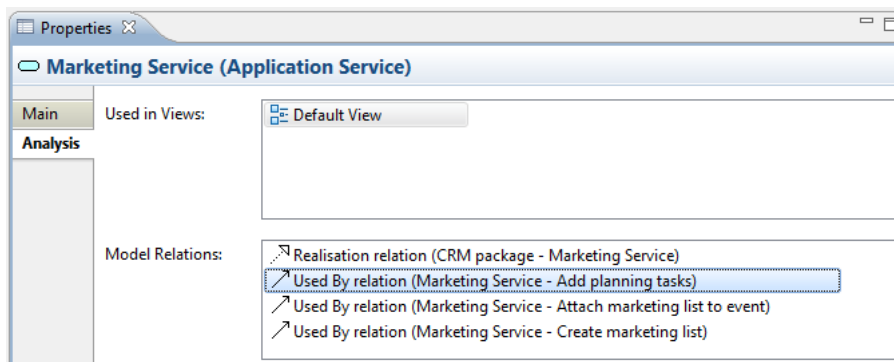 Properties
Marketing Service (Application Service)
Main
Used in Views:
Default View
Analysis
Model Relations:
Realisation relation (CRM package - Marketing Service)
Used By relation (Marketing Service - Add planning tasks)
Used By relation (Marketing Service - Attach marketing list to event)
Used By relation (Marketing Service - Create marketing list)